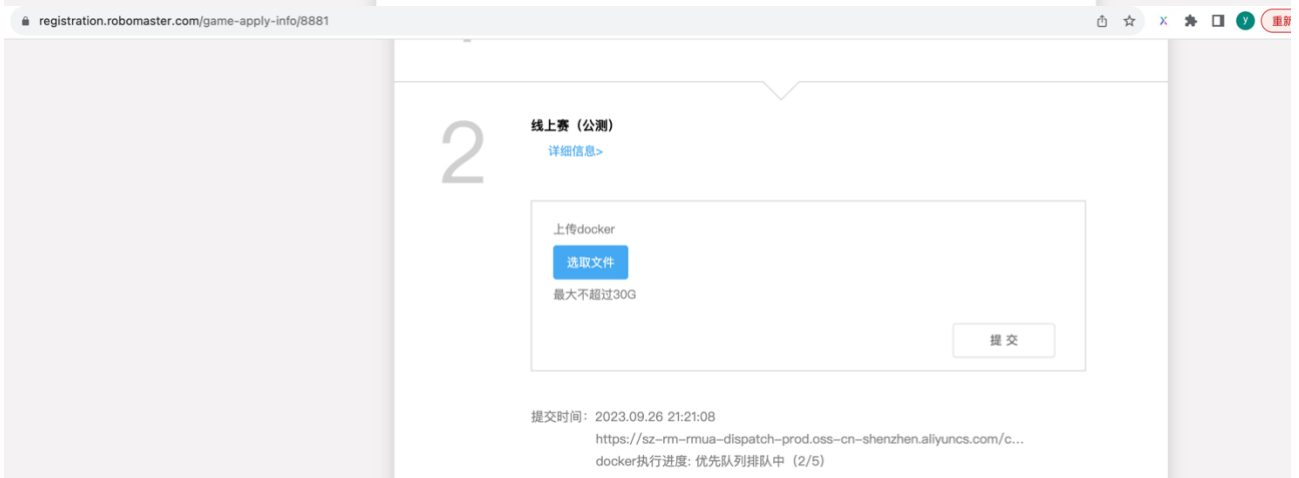 registration.robomaster.com/game-apply-info/8881
y
重新
2
线上赛（公测）
详细信息>
上传docker
选取文件
最大不超过30G
提 交
提交时间：2023.09.26 21:21:08
https://sz-rm-rmua-dispatch-prod.oss-cn-shenzhen.aliyuncs.com/c...
docker执行进度: 优先队列排队中（2/5）